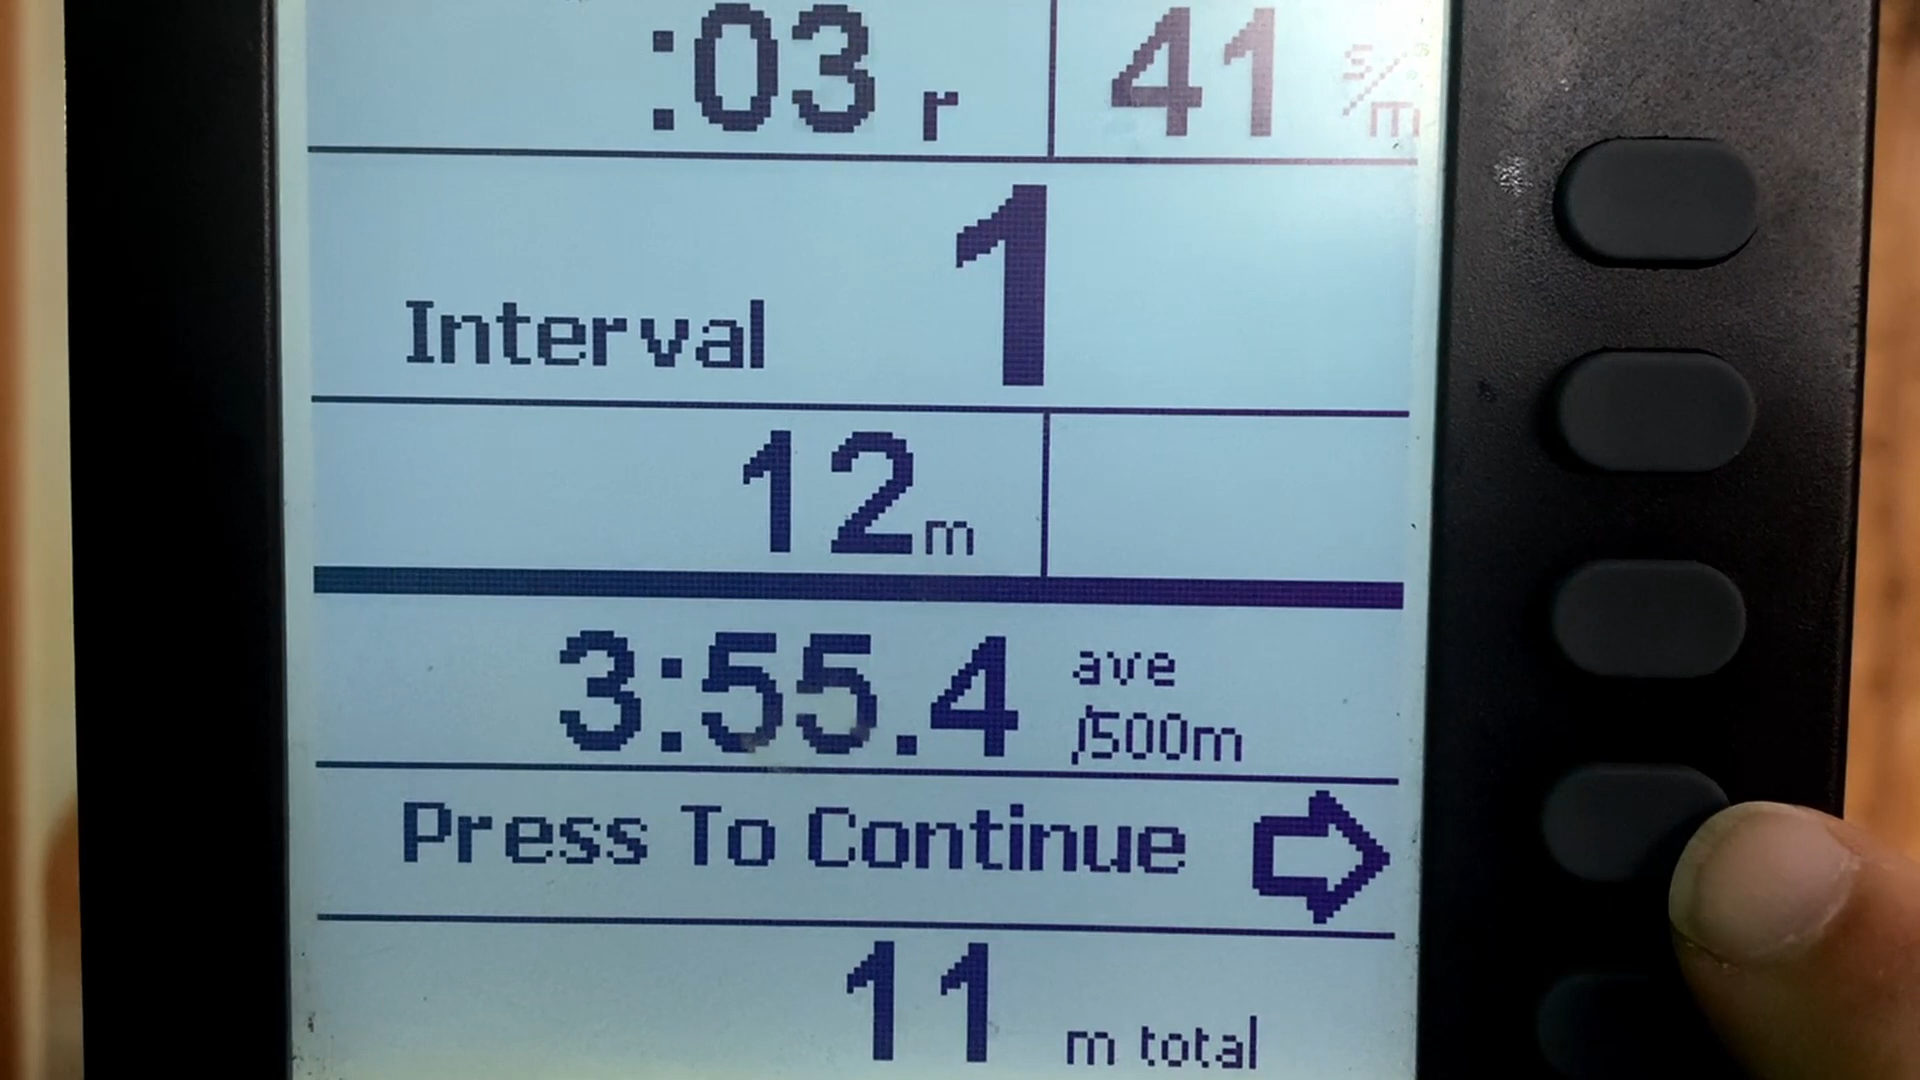 :03 r 41 s/m
Interval 1
12 m
3:55.4 ave /500m
Press To Continue
11 m total